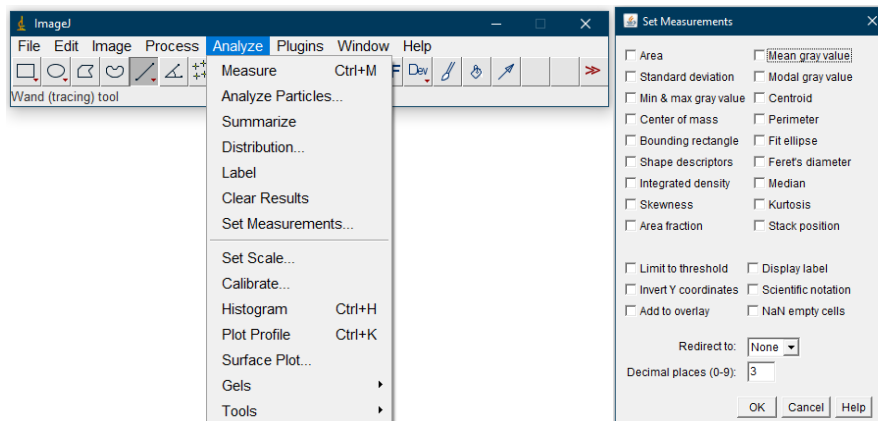 ImageJ
File Edit Image Process Analyze Plugins Window Help
Dev
Wand (tracing) tool
Measure Ctrl+M
Analyze Particles...
Summarize
Distribution...
Label
Clear Results
Set Measurements...
Set Scale...
Calibrate...
Histogram Ctrl+H
Plot Profile Ctrl+K
Surface Plot...
Gels
Tools
Set Measurements
Area Mean gray value
Standard deviation Modal gray value
Min & max gray value Centroid
Center of mass Perimeter
Bounding rectangle Fit ellipse
Shape descriptors Feret's diameter
Integrated density Median
Skewness Kurtosis
Area fraction Stack position
Limit to threshold Display label
Invert Y coordinates Scientific notation
Add to overlay NaN empty cells
Redirect to: None
Decimal places (0-9): 3
OK Cancel Help